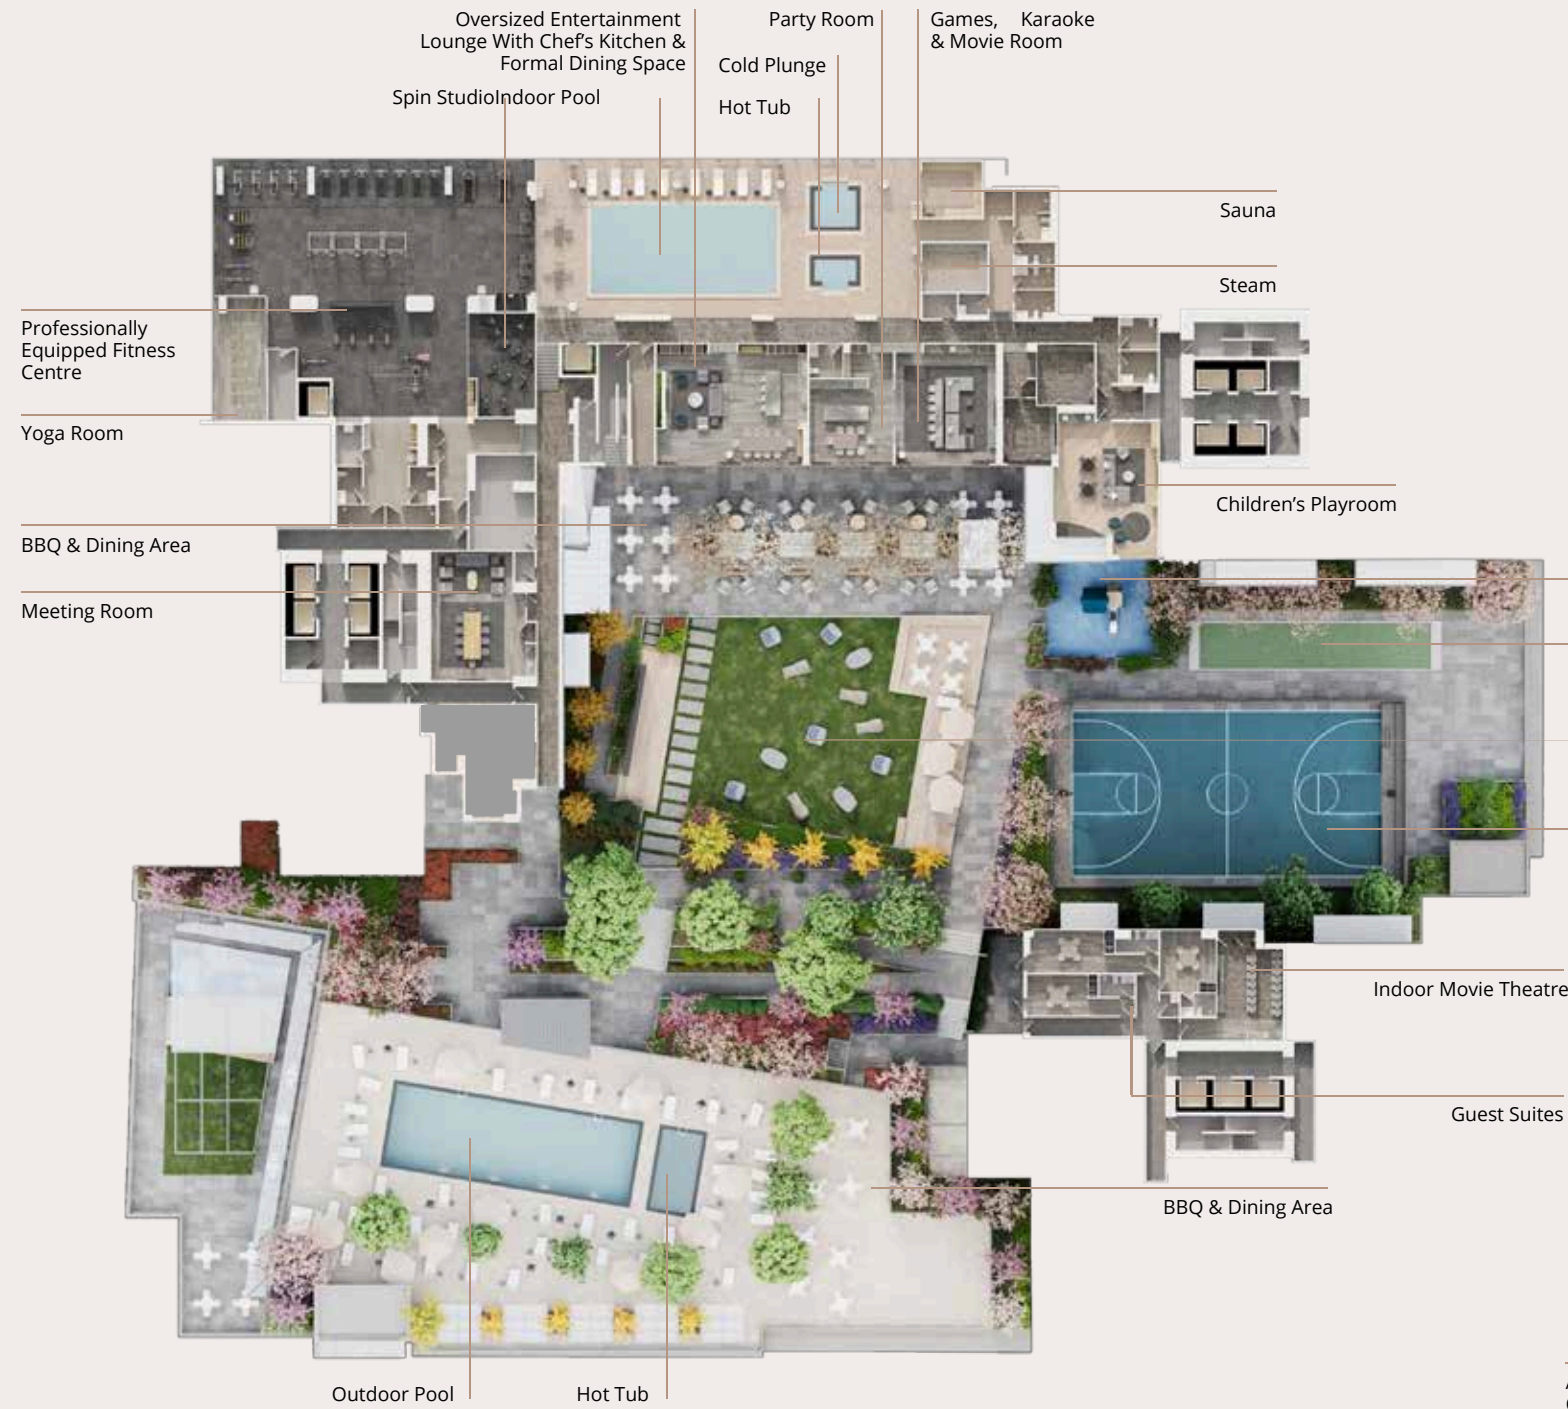 Oversized Entertainment
Lounge With Chef's Kitchen &
Formal Dining Space
Party Room
Games, Karaoke
& Movie Room
Cold Plunge
Spin Studio
Indoor Pool
Hot Tub
Sauna
Steam
Professionally
Equipped Fitness
Centre
Yoga Room
Children's Playroom
BBQ & Dining Area
Meeting Room
Indoor Movie Theatre
Guest Suites
BBQ & Dining Area
Outdoor Pool
Hot Tub